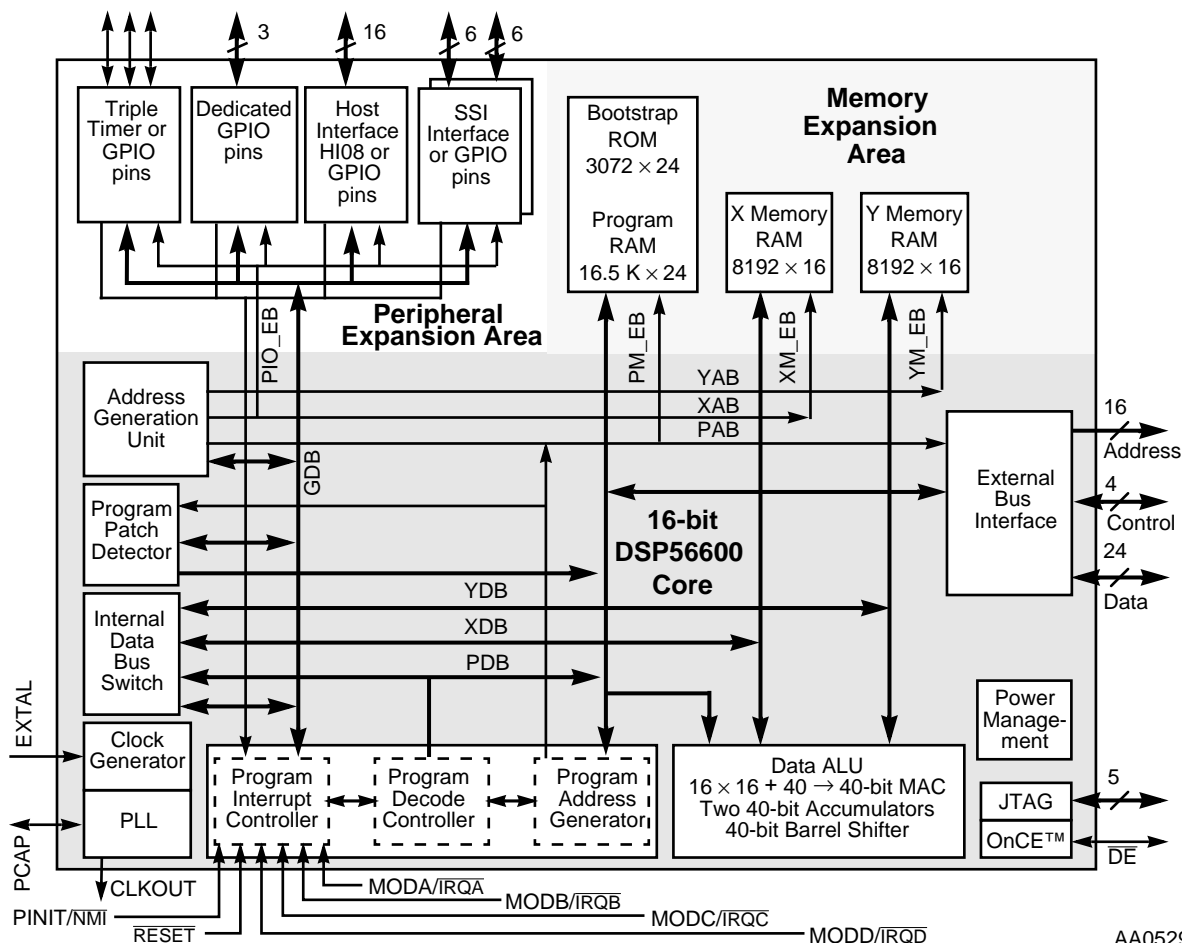 3
16
6
6
Triple
Timer or
GPIO
pins
Dedicated
GPIO
pins
Host
Interface
HI08 or
GPIO
pins
SSI
Interface
or GPIO
pins
Bootstrap
ROM
3072 × 24
Program
RAM
16.5 K × 24
Memory
Expansion
Area
X Memory
RAM
8192 × 16
Y Memory
RAM
8192 × 16
Peripheral
Expansion Area
PIO_EB
PM_EB
XM_EB
YM_EB
Address
Generation
Unit
YAB
XAB
PAB
GDB
External
Bus
Interface
16
Address
4
Control
24
Data
Program
Patch
Detector
16-bit
DSP56600
Core
Internal
Data
Bus
Switch
YDB
XDB
PDB
EXTAL
Clock
Generator
PLL
PCAP
CLKOUT
Program
Interrupt
Controller
Program
Decode
Controller
Program
Address
Generator
Data ALU
16 × 16 + 40 → 40-bit MAC
Two 40-bit Accumulators
40-bit Barrel Shifter
Power
Manage-
ment
JTAG
OnCE™
5
DE
MODA/IRQA
MODB/IRQB
MODC/IRQC
MODD/IRQD
PINIT/NMI
RESET
AA0529